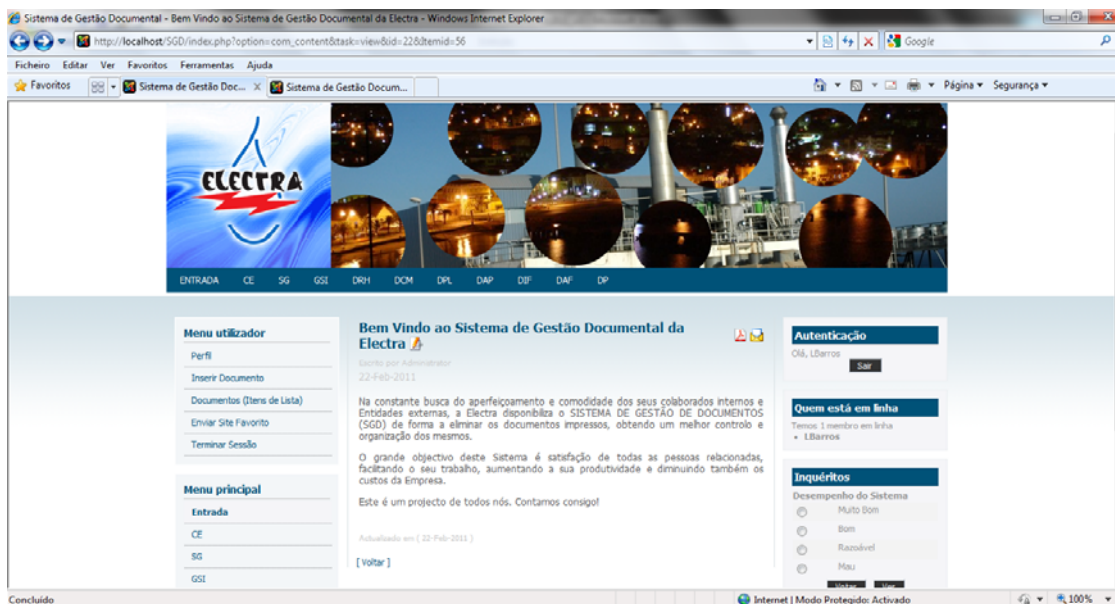 Sistema de Gestão Documental - Bem Vindo ao Sistema de Gestão Documental da Electra - Windows Internet Explorer
http://localhost/SGD/index.php?option=com_content&task=view&id=22&Itemid=56
Google
Ficheiro Editar Ver Favoritos Ferramentas Ajuda
Favoritos
Sistema de Gestão Doc...
Sistema de Gestão Docum...
Página
Segurança
ELECTRA
ENTRADA CE SG GSI DRH DCM DPL DAP DIF DAF DP
Menu utilizador
Perfil
Inserir Documento
Documentos (Itens de Lista)
Enviar Site Favorito
Terminar Sessão
Menu principal
Entrada
CE
SG
GSI
Bem Vindo ao Sistema de Gestão Documental da
Electra
Escrito por Administrator
22-Feb-2011
Na constante busca do aperfeiçoamento e comodidade dos seus colaborados internos e
Entidades externas, a Electra disponibiliza o SISTEMA DE GESTÃO DE DOCUMENTOS
(SGD) de forma a eliminar os documentos impressos, obtendo um melhor controlo e
organização dos mesmos.
O grande objectivo deste Sistema é satisfação de todas as pessoas relacionadas,
facilitando o seu trabalho, aumentando a sua produtividade e diminuindo também os
custos da Empresa.
Este é um projecto de todos nós. Contamos consigo!
Actualizado em ( 22-Feb-2011 )
[ Voltar ]
Autenticação
Olá, LBarros
Sair
Quem está em linha
Temos 1 membro em linha
LBarros
Inquéritos
Desempenho do Sistema
Muito Bom
Bom
Razoável
Mau
Votar Ver
Concluído
Internet | Modo Protegido: Activado
100%